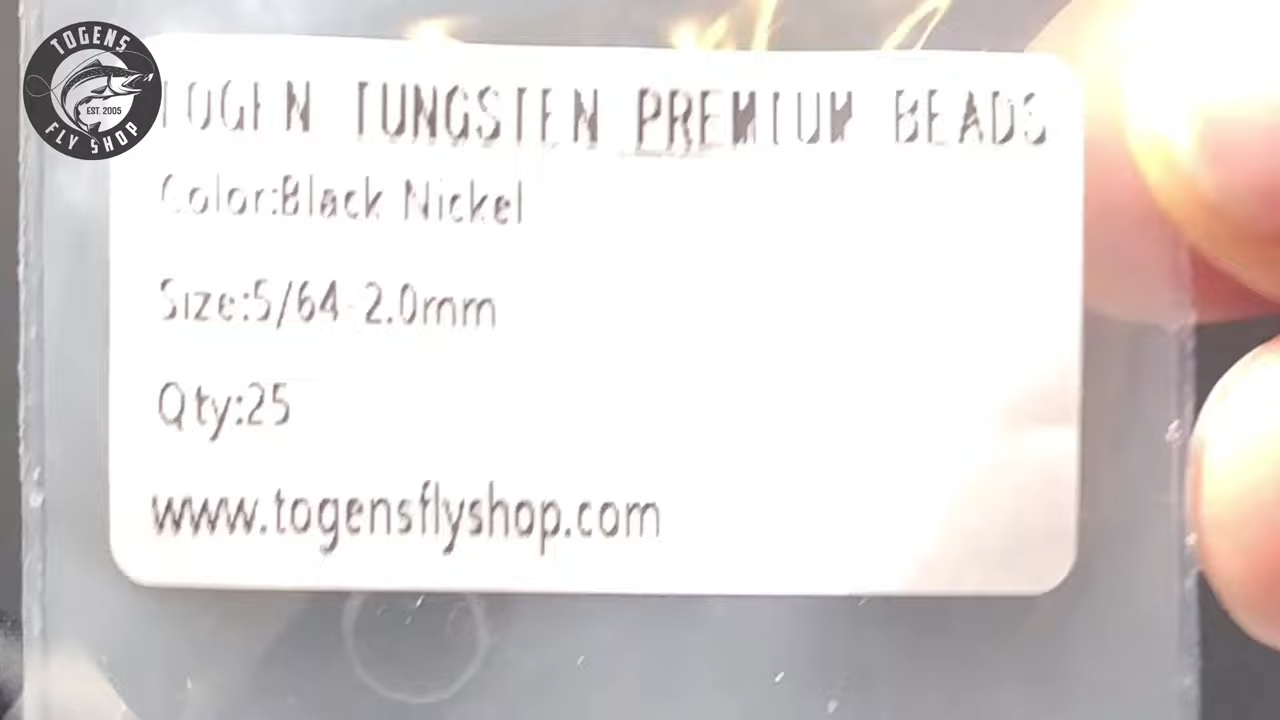 TOGENS
EST. 2005
FLY SHOP
TOGEN TUNGSTEN PREMIUM BEADS
Color:Black Nickel
Size:5/64-2.0mm
Qty:25
www.togensflyshop.com